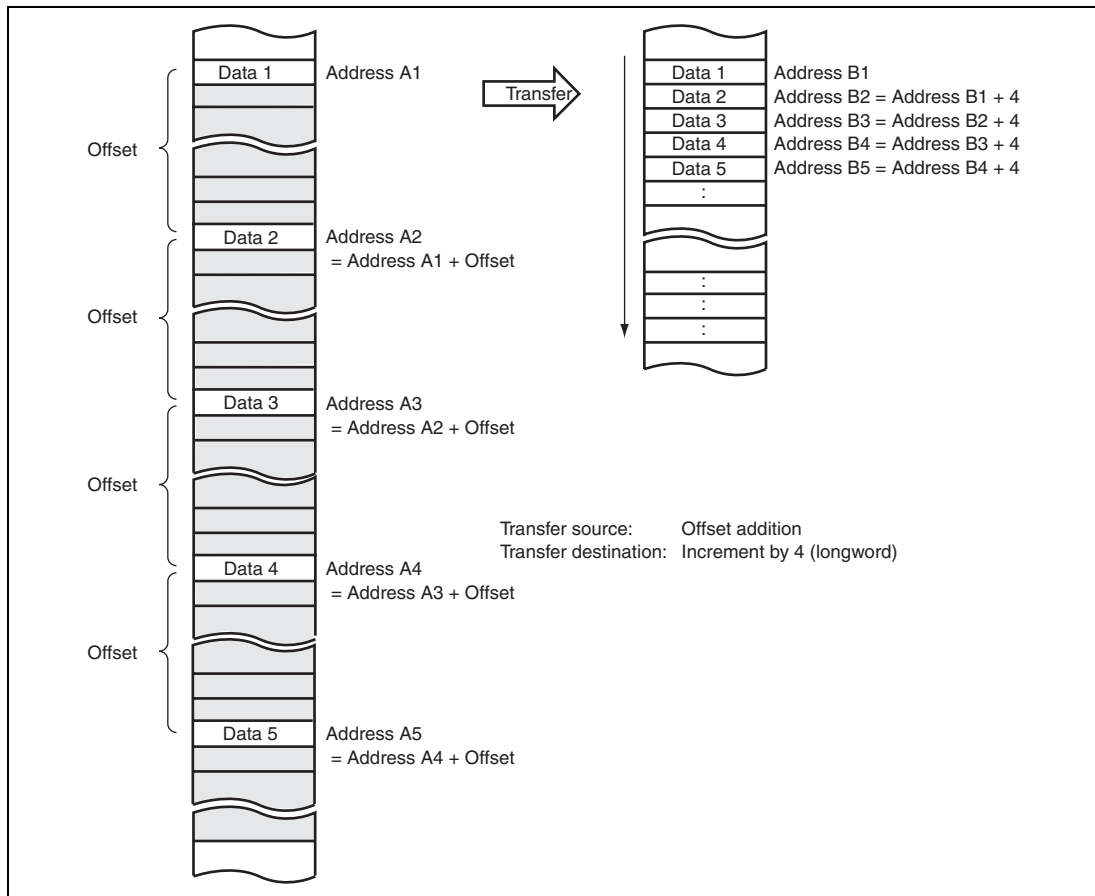 Data 1 Address A1
Offset
Data 2 Address A2
= Address A1 + Offset
Offset
Data 3 Address A3
= Address A2 + Offset
Offset
Data 4 Address A4
= Address A3 + Offset
Offset
Data 5 Address A5
= Address A4 + Offset
Transfer
Data 1 Address B1
Data 2 Address B2 = Address B1 + 4
Data 3 Address B3 = Address B2 + 4
Data 4 Address B4 = Address B3 + 4
Data 5 Address B5 = Address B4 + 4
:
:
:
:
Transfer source: Offset addition
Transfer destination: Increment by 4 (longword)